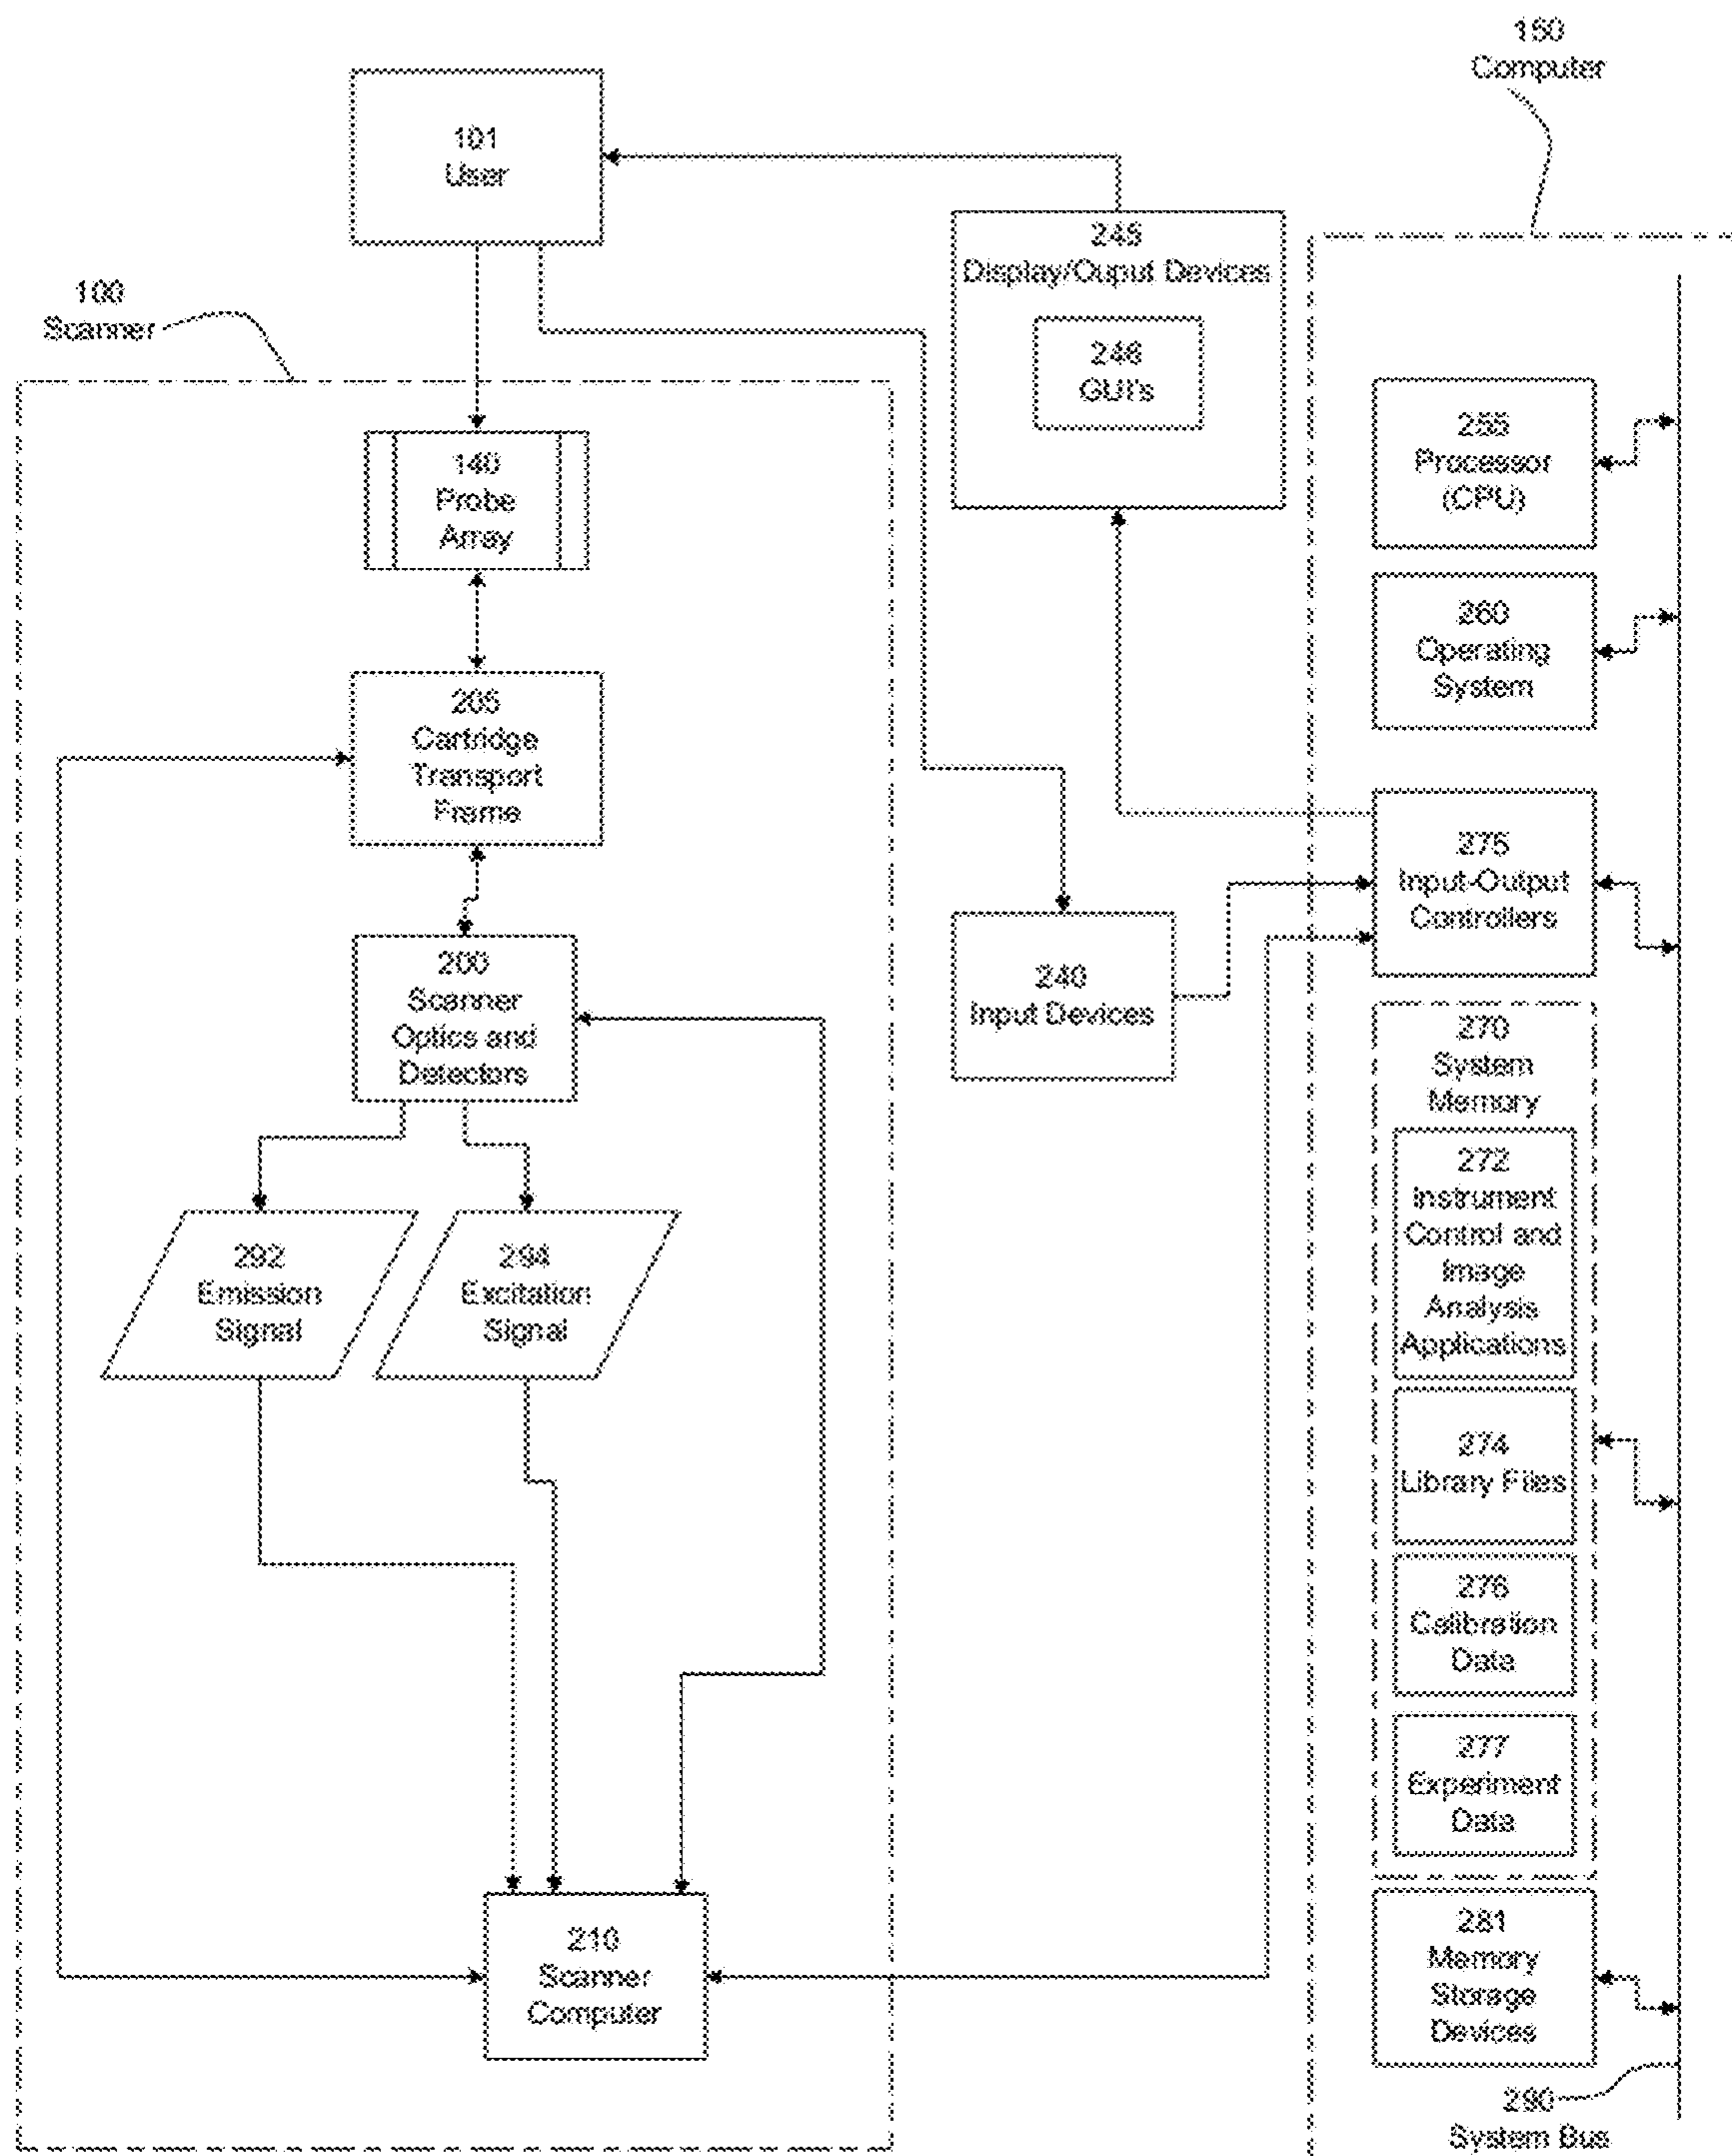 150
Computer
101
User
100
Scanner
245
Display/Ouput Devices
246
GUI's
140
Probe
Array
255
Processor
(CPU)
260
Operating
System
205
Cartridge
Transport
Frame
275
Input-Output
Controllers
200
Scanner
Optics and
Detectors
240
Input Devices
270
System
Memory
272
Instrument
Control and
Image
Analysis
Applications
292
Emission
Signal
294
Excitation
Signal
274
Library Files
276
Calibration
Data
277
Experiment
Data
210
Scanner
Computer
281
Memory
Storage
Devices
290
System Bus